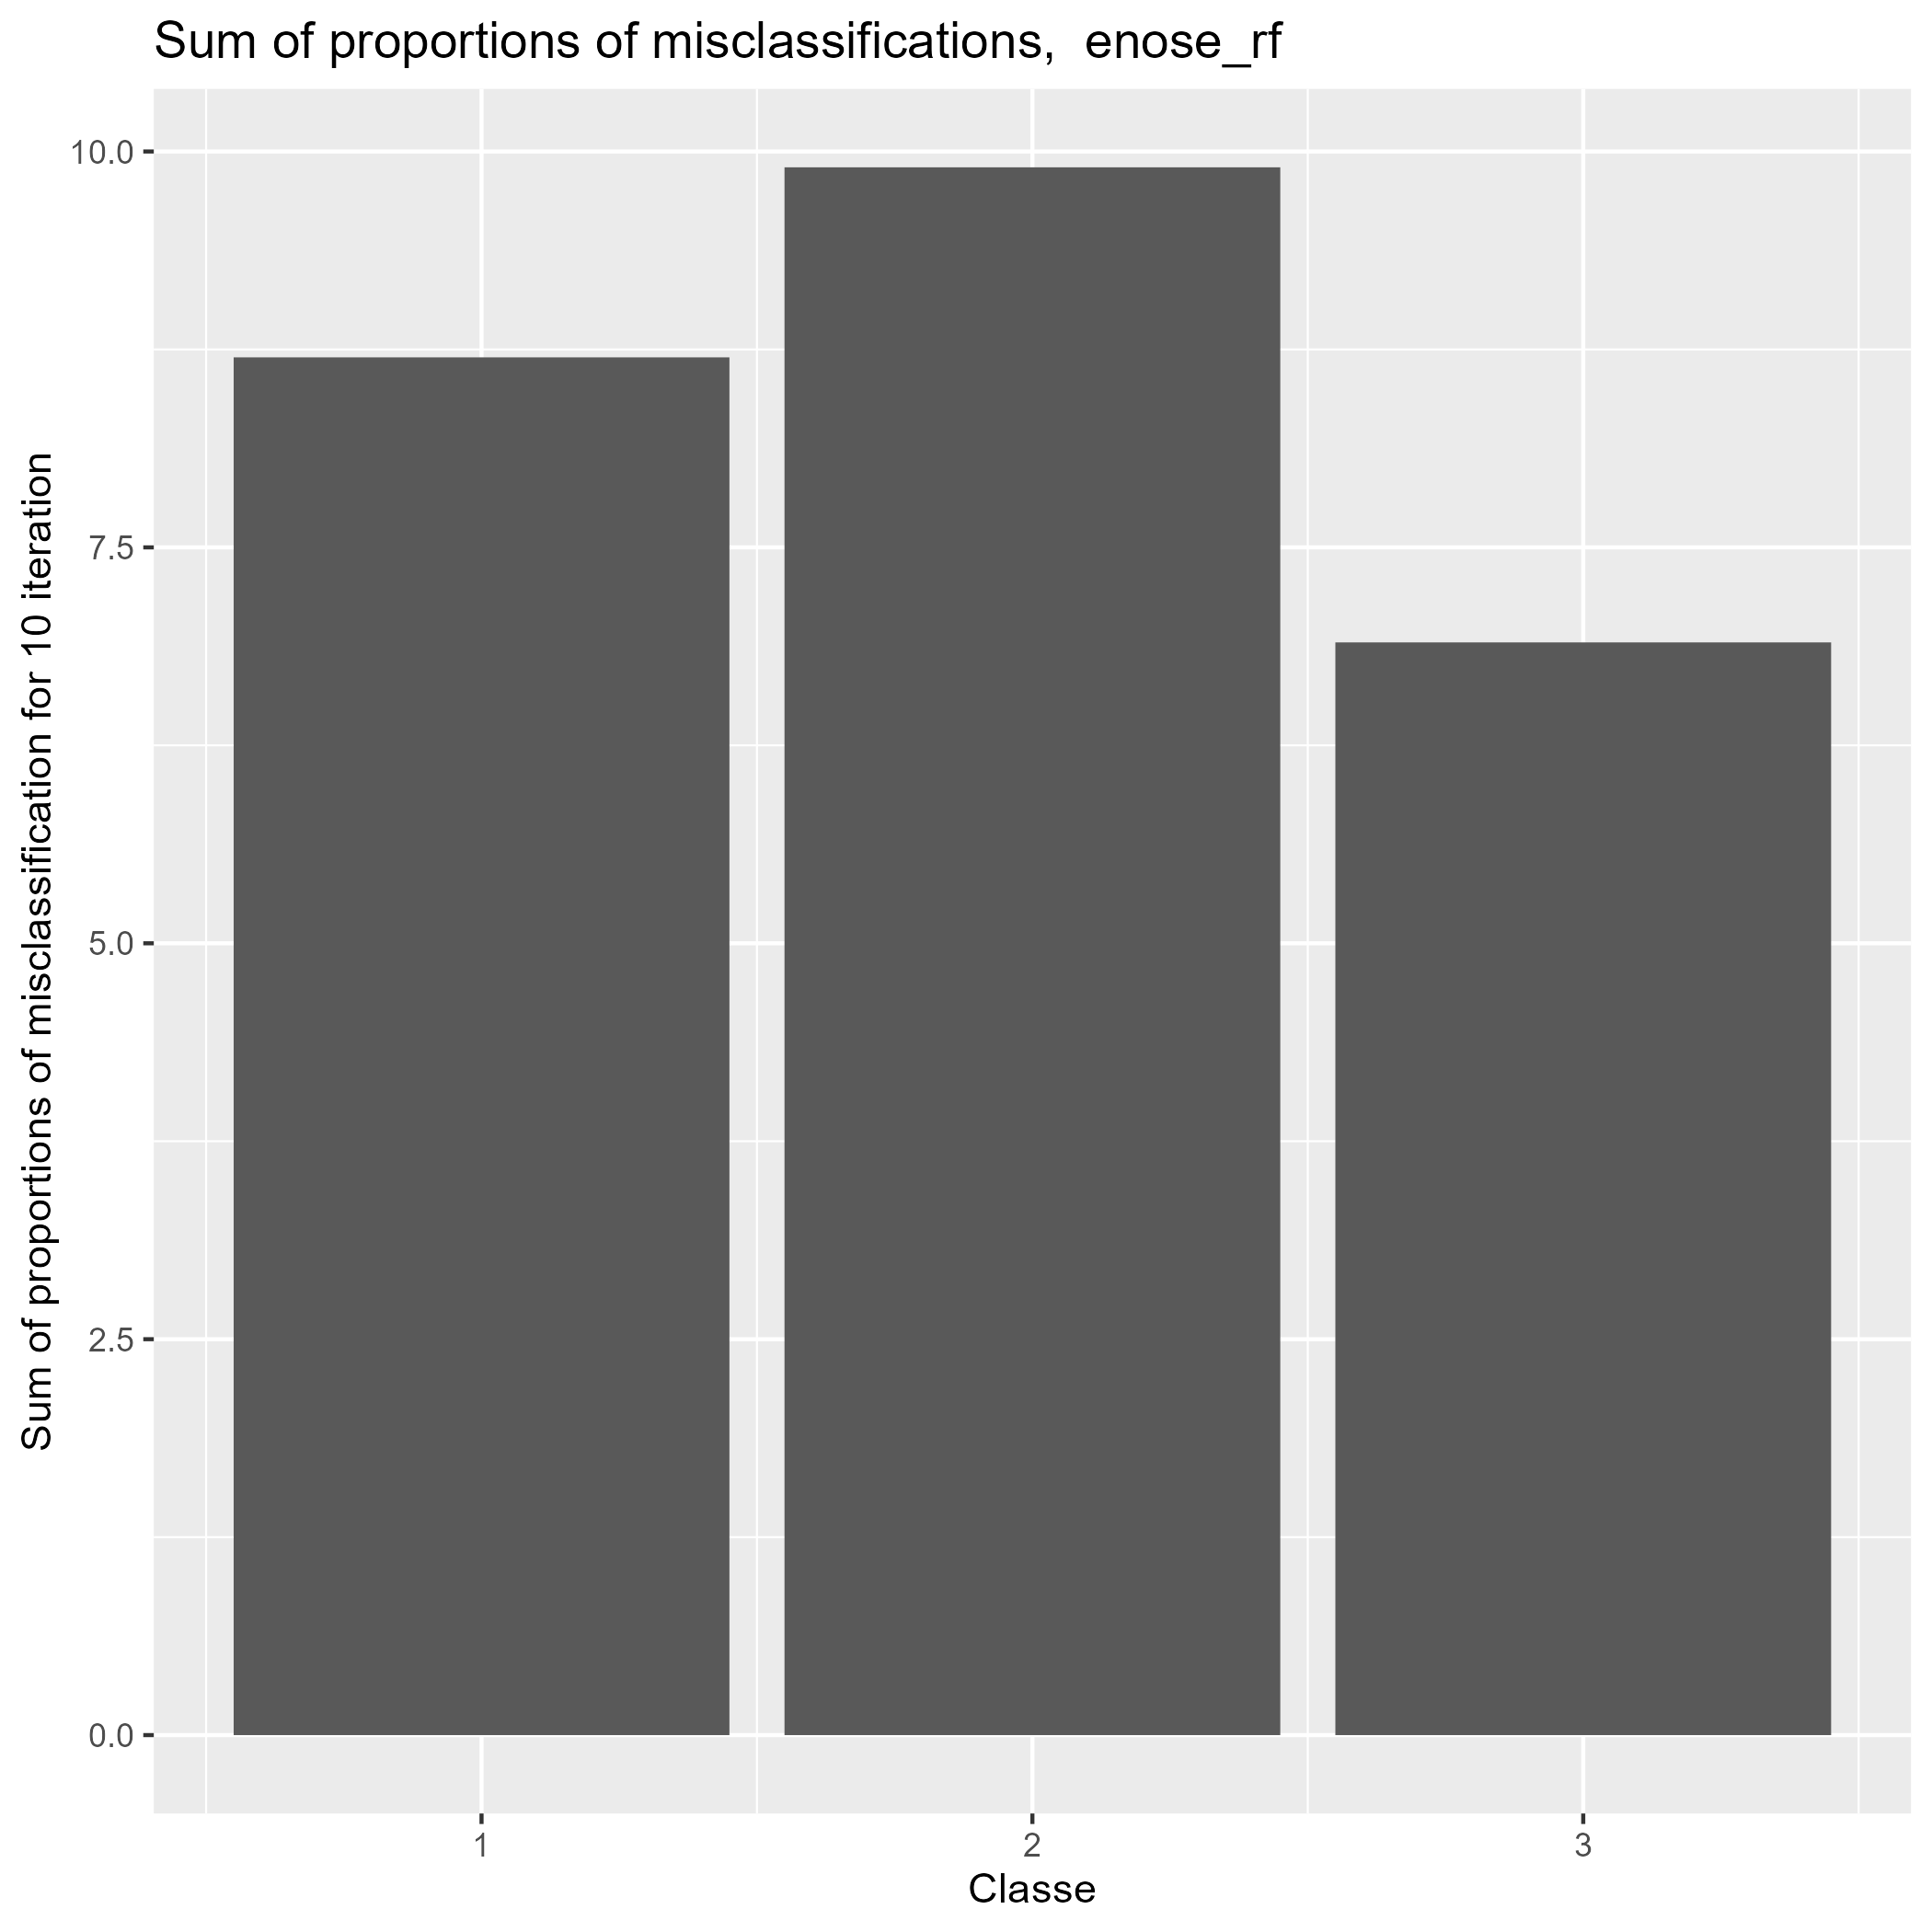 Sum of proportions of misclassifications,  enose_rf
Sum of proportions of misclassification for 10 iteration
10.0
7.5
5.0
2.5
0.0
1
2
3
Classe